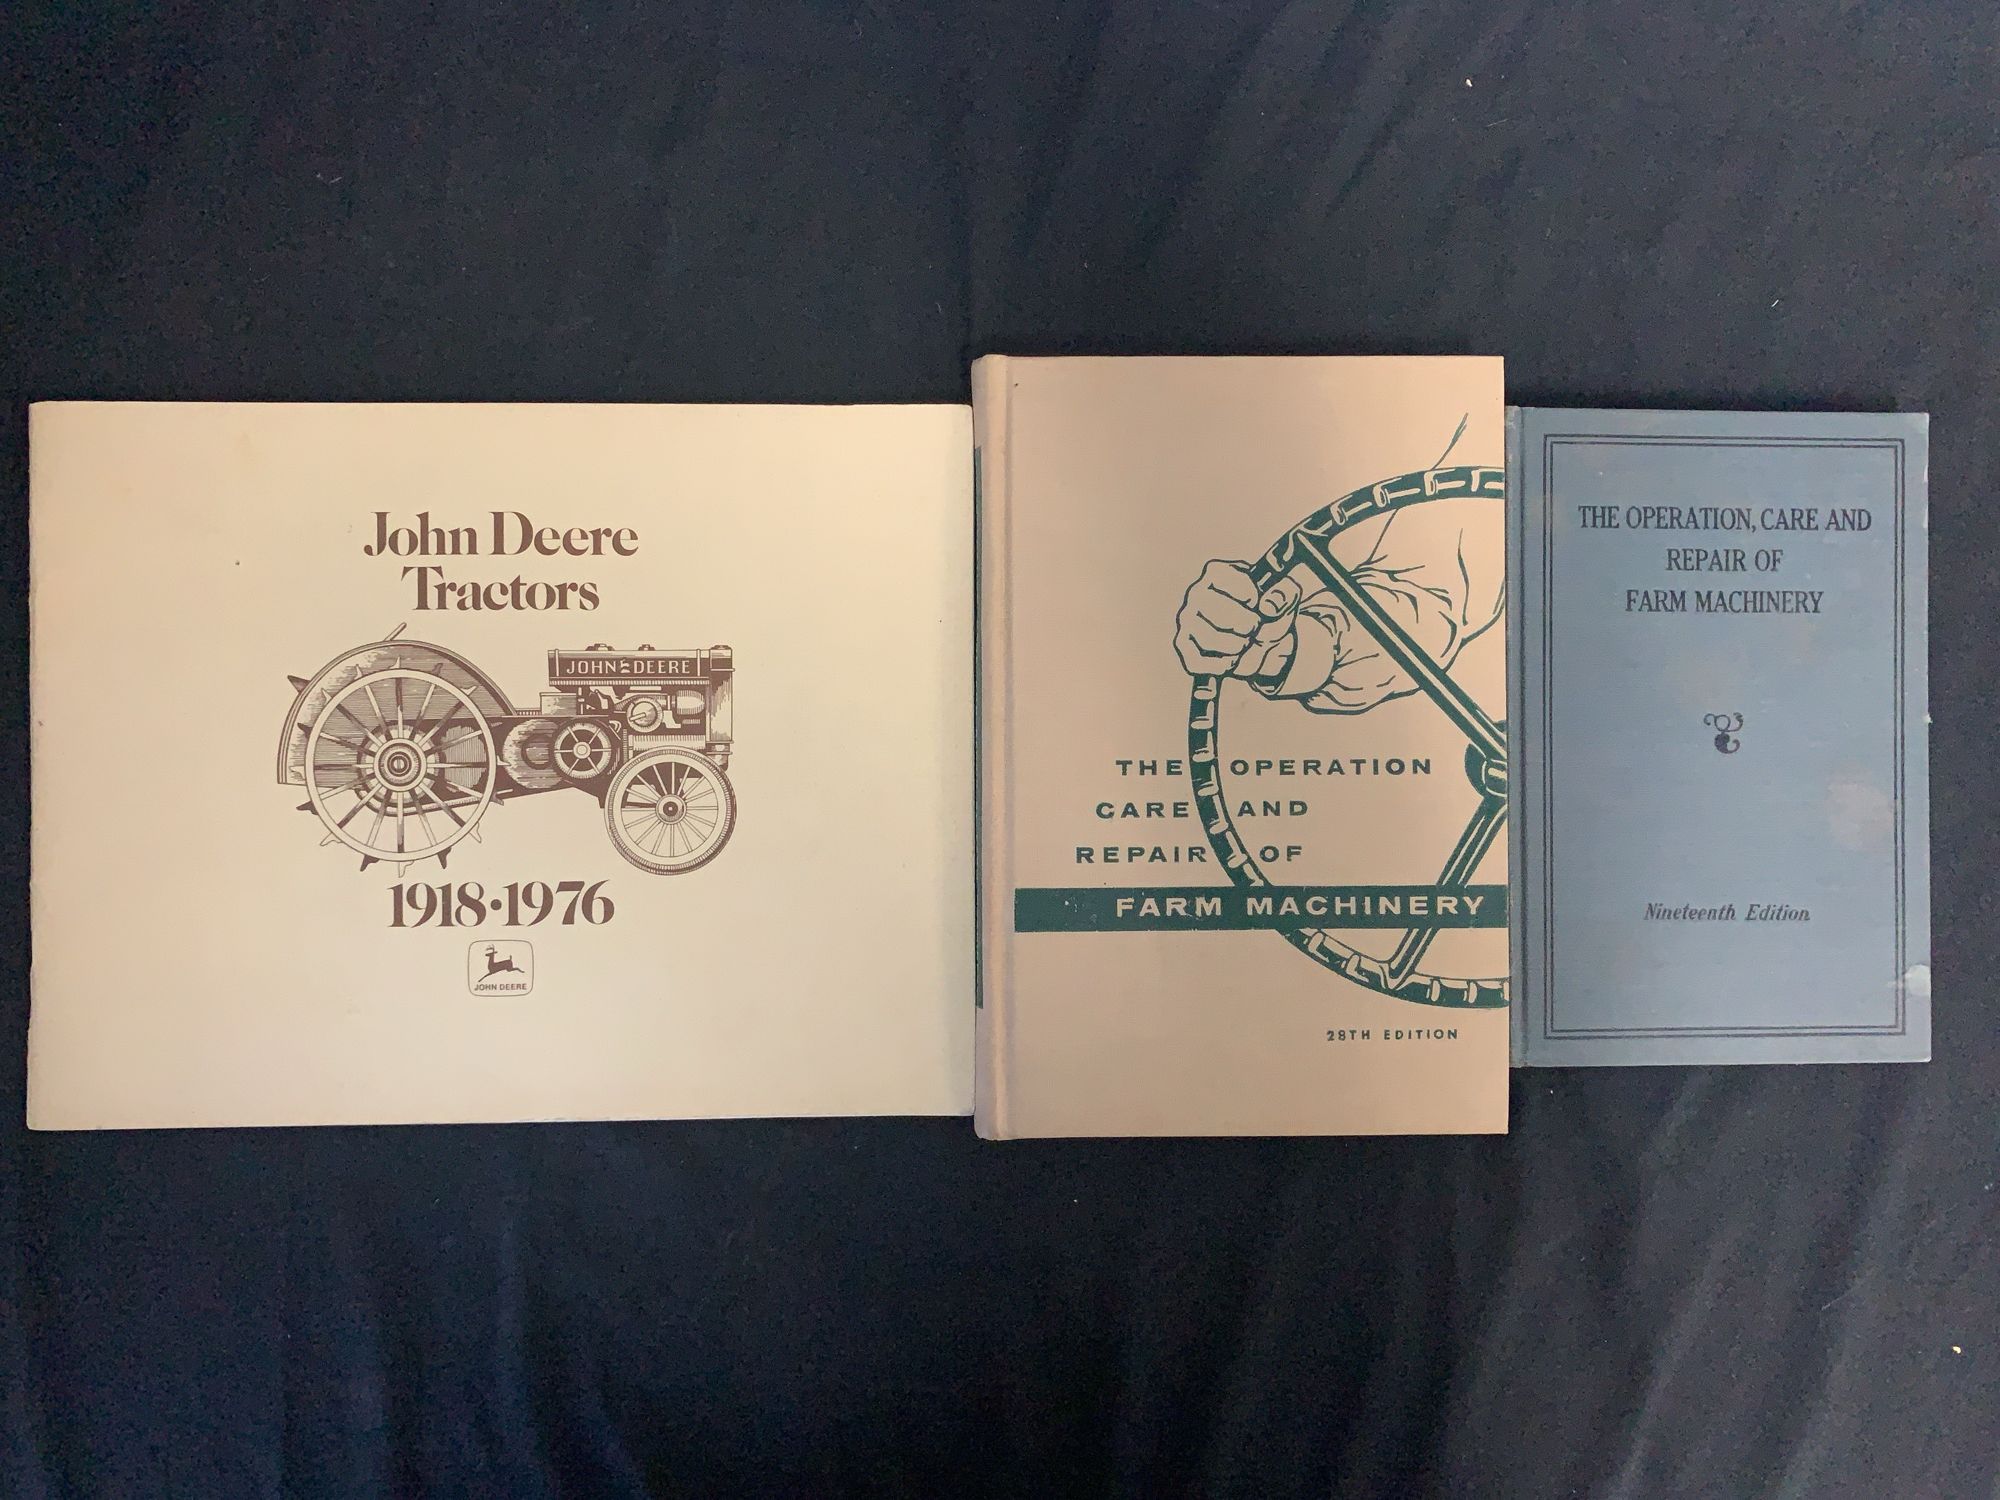 John Deere
Tractors
JOHN DEERE
1918·1976
JOHN DEERE
THE OPERATION
CARE AND
REPAIR OF
FARM MACHINERY
28TH EDITION
THE OPERATION, CARE AND
REPAIR OF
FARM MACHINERY
Nineteenth Edition